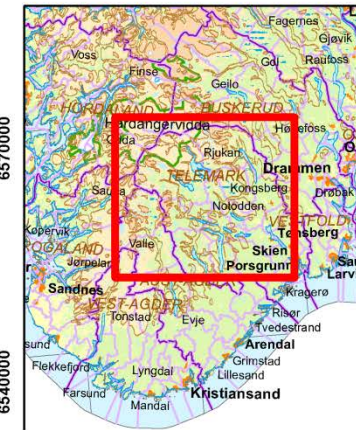 Fagernes
Voss
Gol
Gjøvik
Raufoss
Finse
Geilo
HORDALAND
BUSKERUD
Hardangervidda
Hønefoss
Odda
Rjukan
Drammen
6570000
TELEMARK
Sauda
Kongsberg
Drøbak
Notodden
VESTFOLD
Kopervik
Tønsberg
ROGALAND
Valle
Skien
Jørpeland
Porsgrunn
Larv
Sandnes
Kragerø
VEST-AGDER
Risør
Tonstad
Evje
Tvedestrand
Arendal
6540000
Flekkefjord
Lyngdal
Grimstad
Lillesand
Farsund
Kristiansand
Mandal